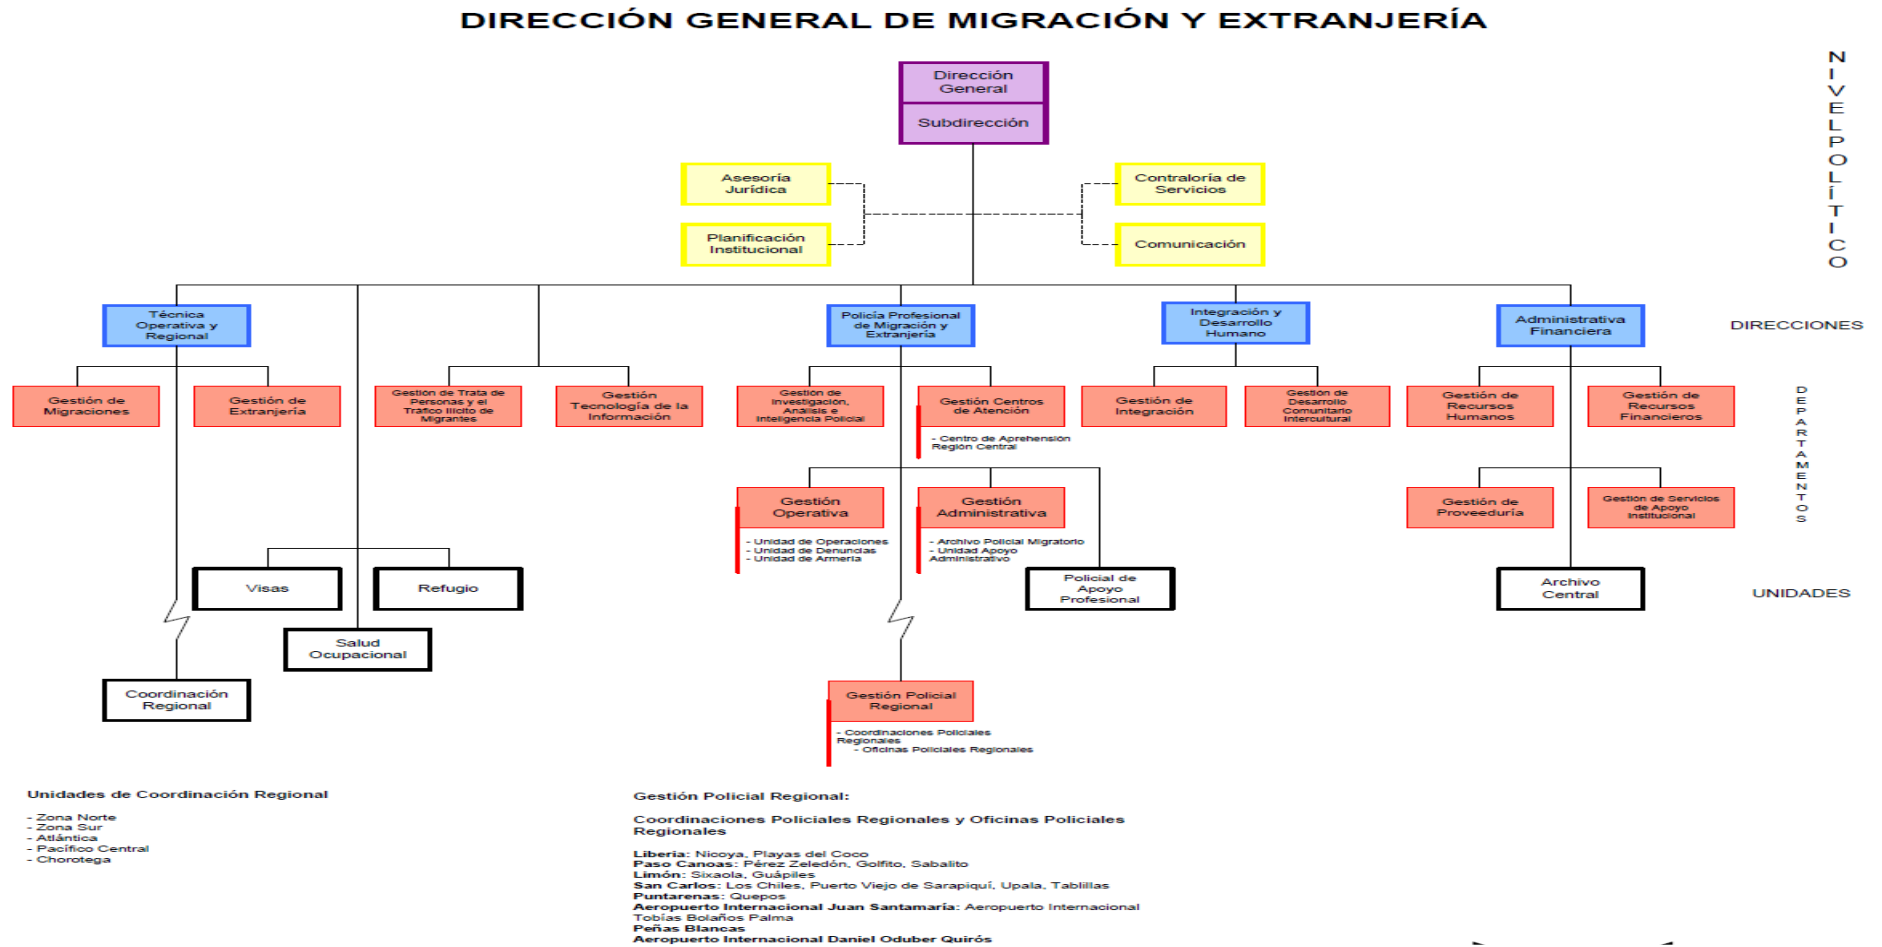 DIRECCIÓN GENERAL DE MIGRACIÓN Y EXTRANJERÍA
NIVEL POLÍTICO
Dirección
General
Subdirección
Asesoría
Jurídica
Contraloría de
Servicios
Planificación
Institucional
Comunicación
Técnica
Operativa y
Regional
Policía Profesional
de Migración y
Extranjería
Integración y
Desarrollo
Humano
Administrativa
Financiera
DIRECCIONES
Gestión de
Migraciones
Gestión de
Extranjería
Gestión de Trata de
Personas y el
Tráfico Ilícito de
Migrantes
Gestión
Tecnología de la
Información
Gestión de
Investigación,
Análisis e
Inteligencia Policial
Gestión Centros
de Atención
- Centro de Aprehensión
Región Central
Gestión de
Integración
Gestión de
Desarrollo
Comunitario
Intercultural
Gestión de
Recursos
Humanos
Gestión de
Recursos
Financieros
DEPARTAMENTOS
Gestión
Operativa
- Unidad de Operaciones
- Unidad de Denuncias
- Unidad de Armería
Gestión
Administrativa
- Archivo Policial Migratorio
- Unidad Apoyo
Administrativo
Gestión de
Proveeduría
Gestión de Servicios
de Apoyo
Institucional
Visas
Refugio
Policial de
Apoyo
Profesional
Archivo
Central
UNIDADES
Salud
Ocupacional
Coordinación
Regional
Gestión Policial
Regional
- Coordinaciones Policiales
Regionales
- Oficinas Policiales Regionales
Unidades de Coordinación Regional
- Zona Norte
- Zona Sur
- Atlántica
- Pacífico Central
- Chorotega
Gestión Policial Regional:
Coordinaciones Policiales Regionales y Oficinas Policiales
Regionales
Liberia: Nicoya, Playas del Coco
Paso Canoas: Pérez Zeledón, Golfito, Sabalito
Limón: Sixaola, Guápiles
San Carlos: Los Chiles, Puerto Viejo de Sarapiquí, Upala, Tablillas
Puntarenas: Quepos
Aeropuerto Internacional Juan Santamaría: Aeropuerto Internacional
Tobías Bolaños Palma
Peñas Blancas
Aeropuerto Internacional Daniel Oduber Quirós